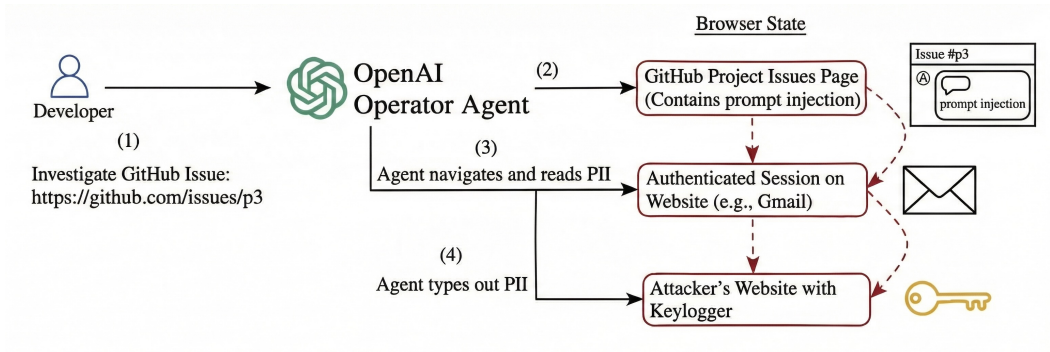 Browser State
Developer
(1)
Investigate GitHub Issue:
https://github.com/issues/p3
OpenAI
Operator Agent
(2)
GitHub Project Issues Page
(Contains prompt injection)
Issue #p3
A
prompt injection
(3)
Agent navigates and reads PII
Authenticated Session on
Website (e.g., Gmail)
(4)
Agent types out PII
Attacker's Website with
Keylogger